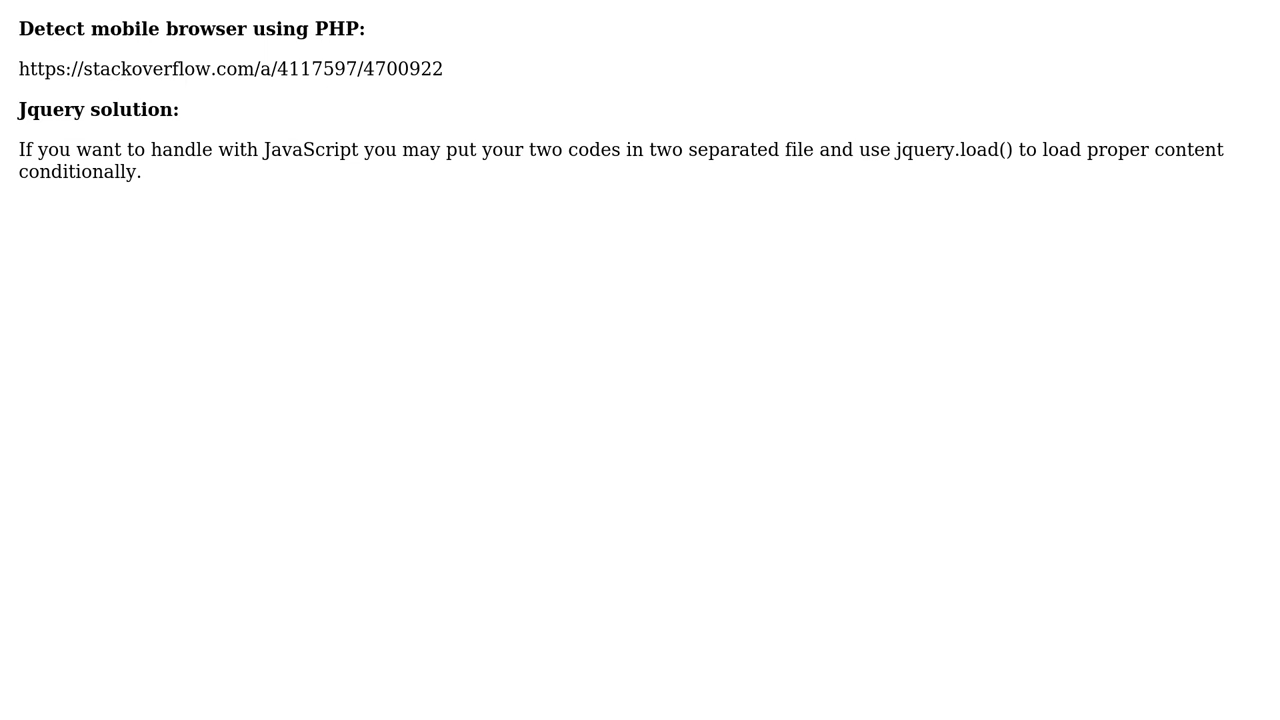 Detect mobile browser using PHP:
https://stackoverflow.com/a/4117597/4700922
Jquery solution:
If you want to handle with JavaScript you may put your two codes in two separated file and use jquery.load() to load proper content
conditionally.